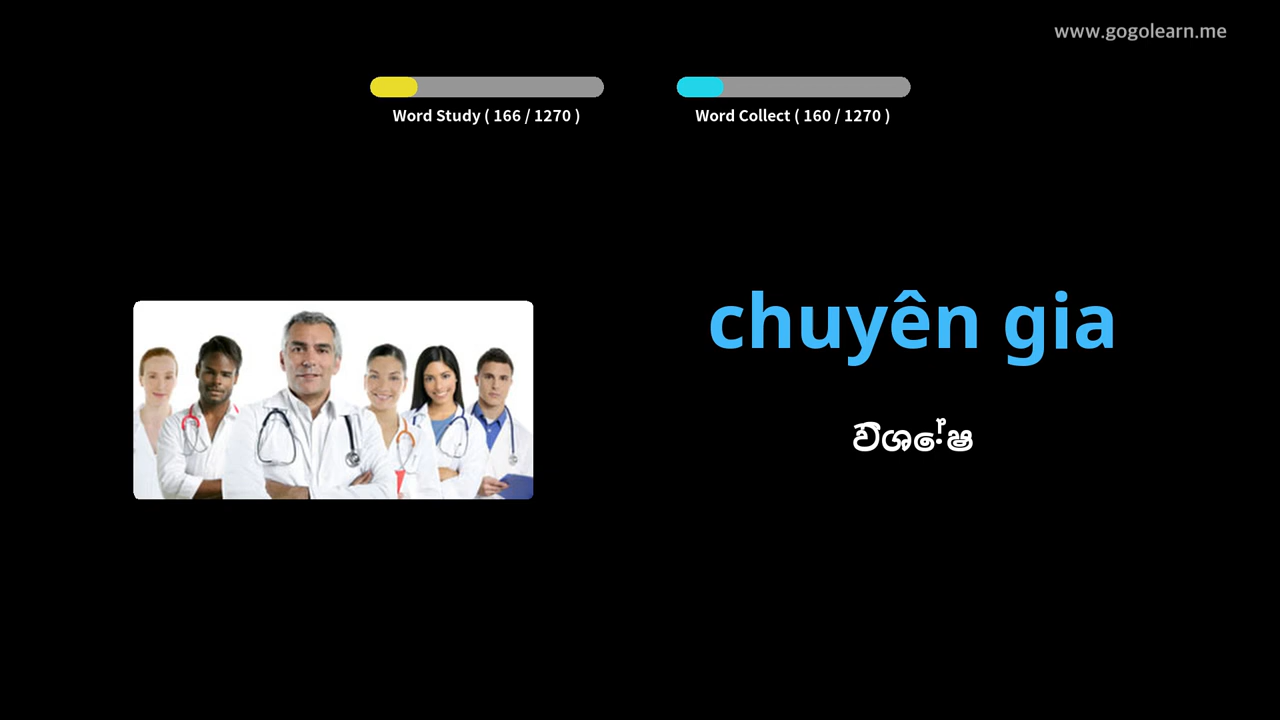 www.gogolearn.me
Word Study ( 166 / 1270 )
Word Collect ( 160 / 1270 )
chuyên gia
විශේෂ